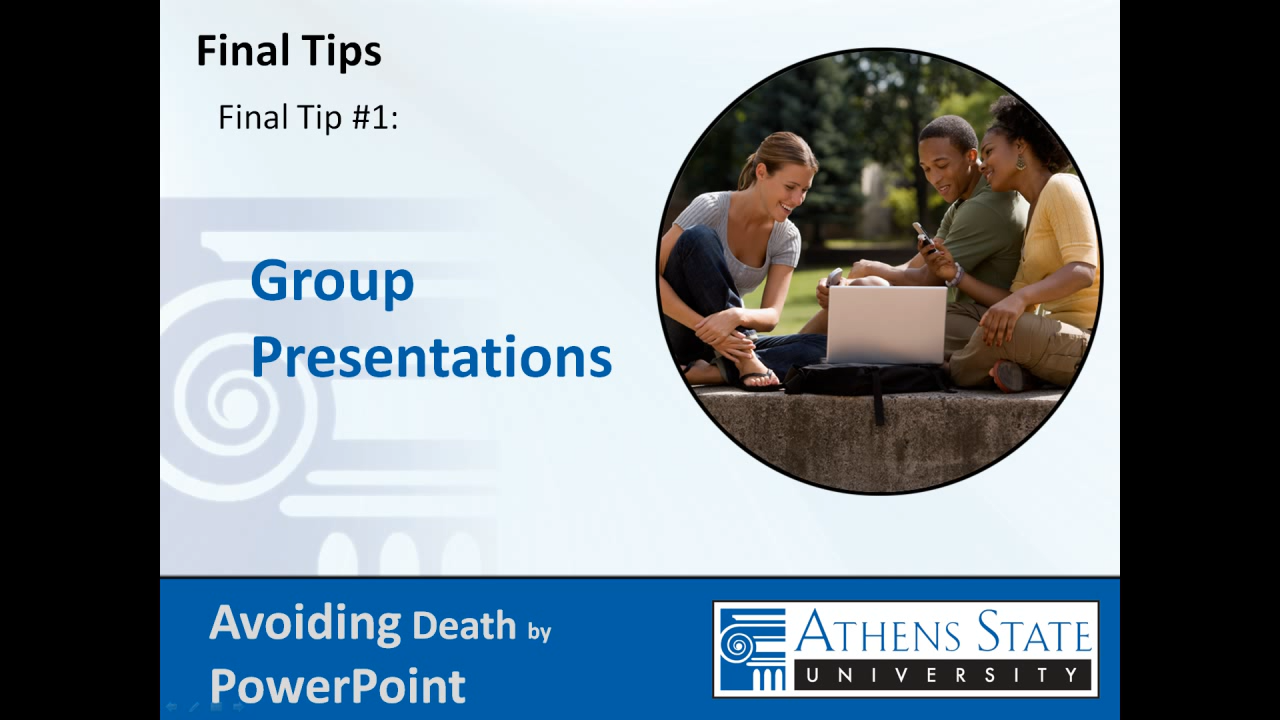 Final Tips
Final Tip #1:
Group
Presentations
Avoiding Death by
PowerPoint
ATHENS STATE
UNIVERSITY